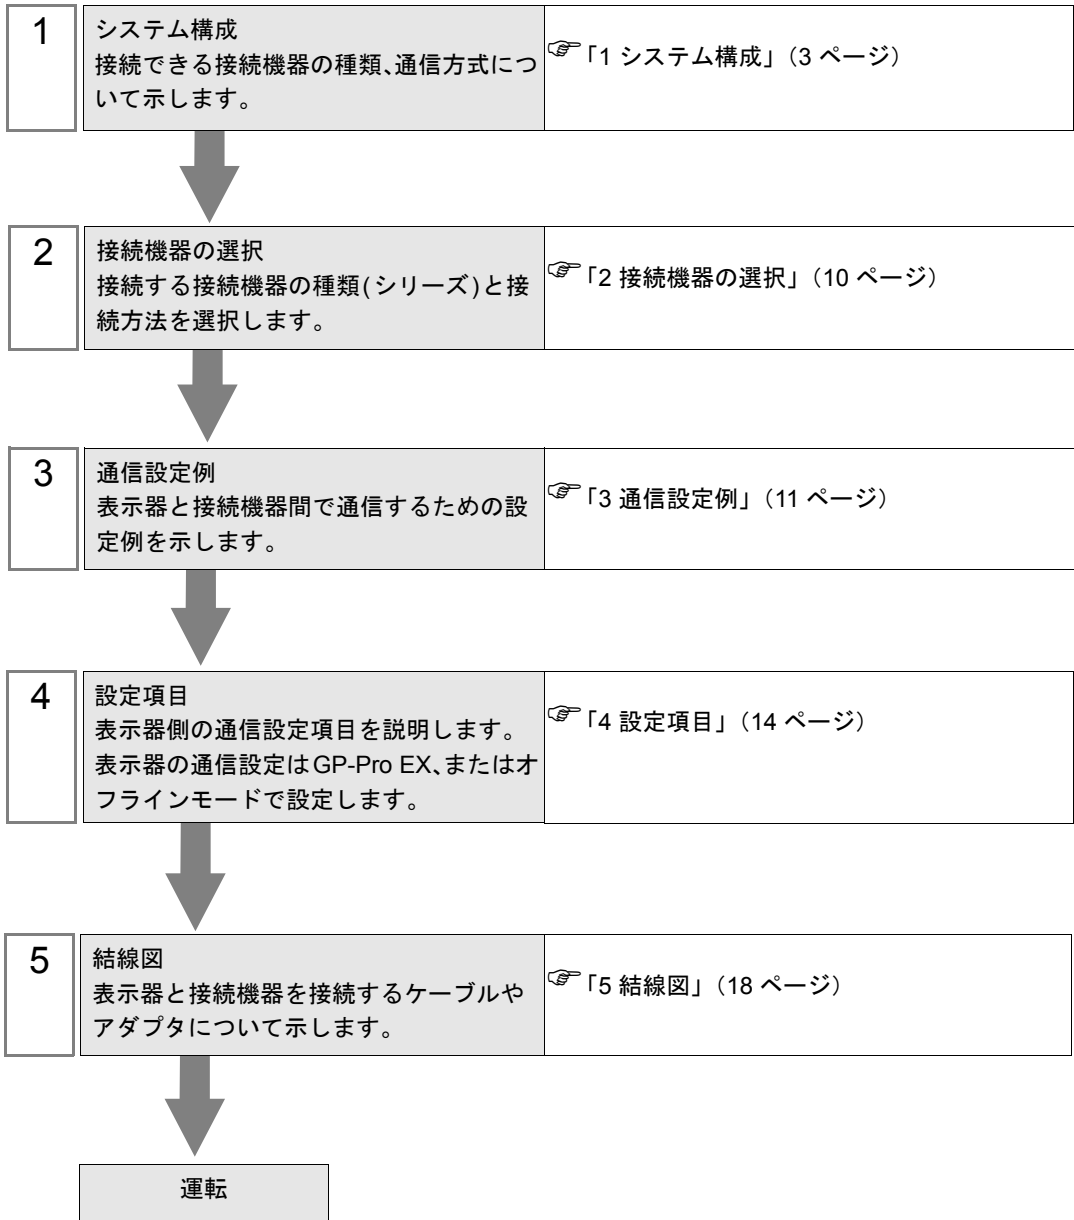 1
システム構成
接続できる接続機器の種類、通信方式につ
いて示します。
☞「1 システム構成」（3 ページ）
2
接続機器の選択
接続する接続機器の種類(シリーズ)と接
続方法を選択します。
☞「2 接続機器の選択」（10 ページ）
3
通信設定例
表示器と接続機器間で通信するための設
定例を示します。
☞「3 通信設定例」（11 ページ）
4
設定項目
表示器側の通信設定項目を説明します。
表示器の通信設定はGP-Pro EX、またはオ
フラインモードで設定します。
☞「4 設定項目」（14 ページ）
5
結線図
表示器と接続機器を接続するケーブルや
アダプタについて示します。
☞「5 結線図」（18 ページ）
運転